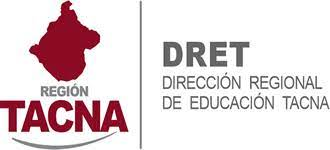 REGIÓN
TACNA
DRET
DIRECCIÓN REGIONAL
DE EDUCACIÓN TACNA